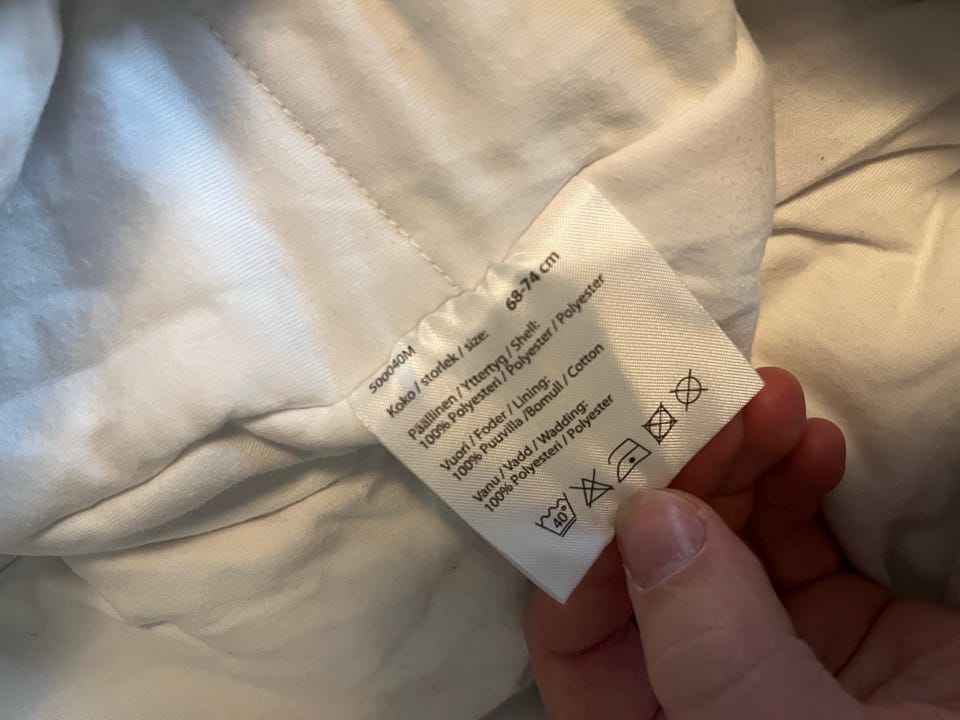 500040M
Koko / storlek / size: 68-74 cm
Päällinen / Yttertyg / Shell:
100% Polyesteri / Polyester / Polyester
Vuori / Foder / Lining:
100% Puuvilla /Bomull / Cotton
Vanu / Vadd / Wadding:
100% Polyesteri / Polyester
40°